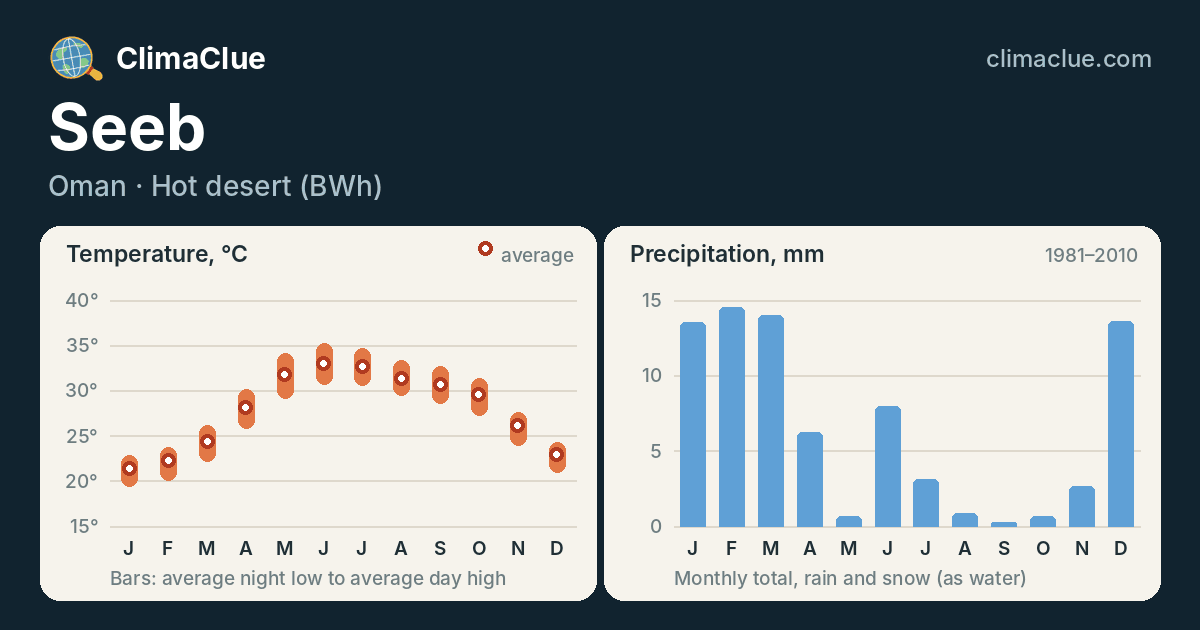 ClimaClue
climaclue.com
Seeb
Oman · Hot desert (BWh)
Temperature, °C
average
40°
35°
30°
25°
20°
15°
J F M A M J J A S O N D
Bars: average night low to average day high
Precipitation, mm
1981–2010
15
10
5
0
J F M A M J J A S O N D
Monthly total, rain and snow (as water)